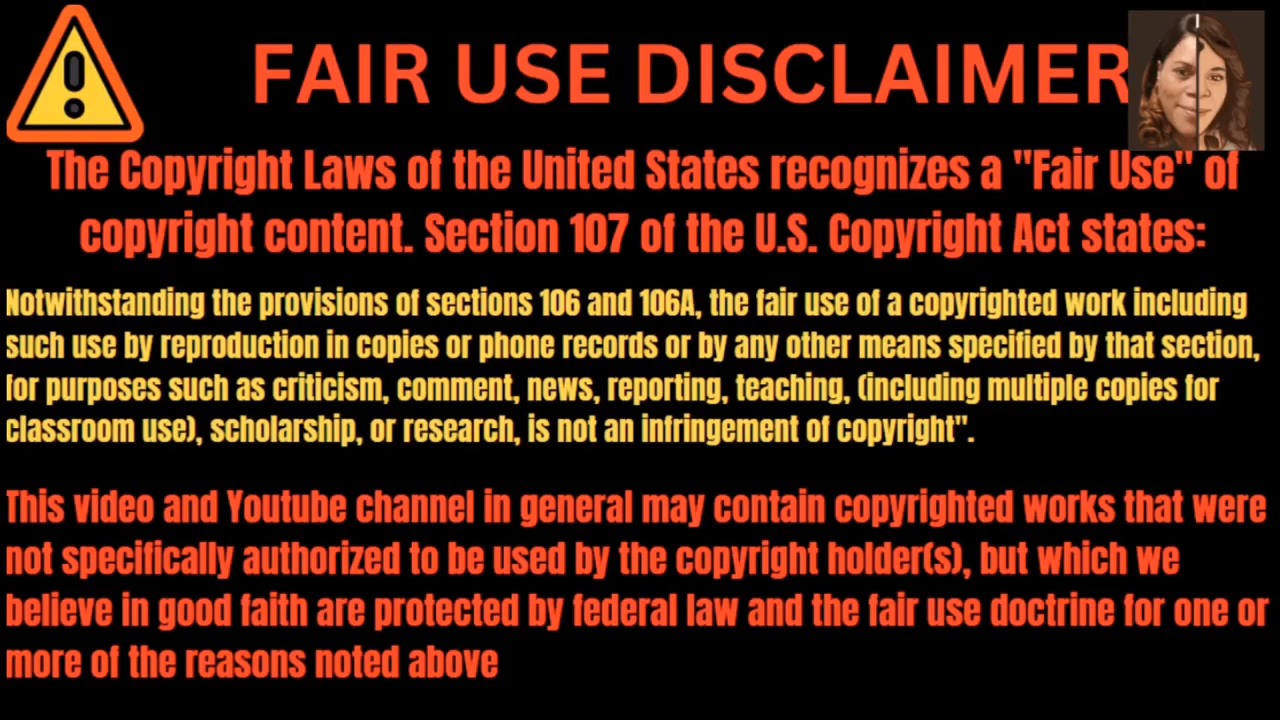 FAIR USE DISCLAIMER
The Copyright Laws of the United States recognizes a "Fair Use" of
copyright content. Section 107 of the U.S. Copyright Act states:
Notwithstanding the provisions of sections 106 and 106A, the fair use of a copyrighted work including
such use by reproduction in copies or phone records or by any other means specified by that section,
for purposes such as criticism, comment, news, reporting, teaching, (including multiple copies for
classroom use), scholarship, or research, is not an infringement of copyright".
This video and Youtube channel in general may contain copyrighted works that were
not specifically authorized to be used by the copyright holder(s), but which we
believe in good faith are protected by federal law and the fair use doctrine for one or
more of the reasons noted above